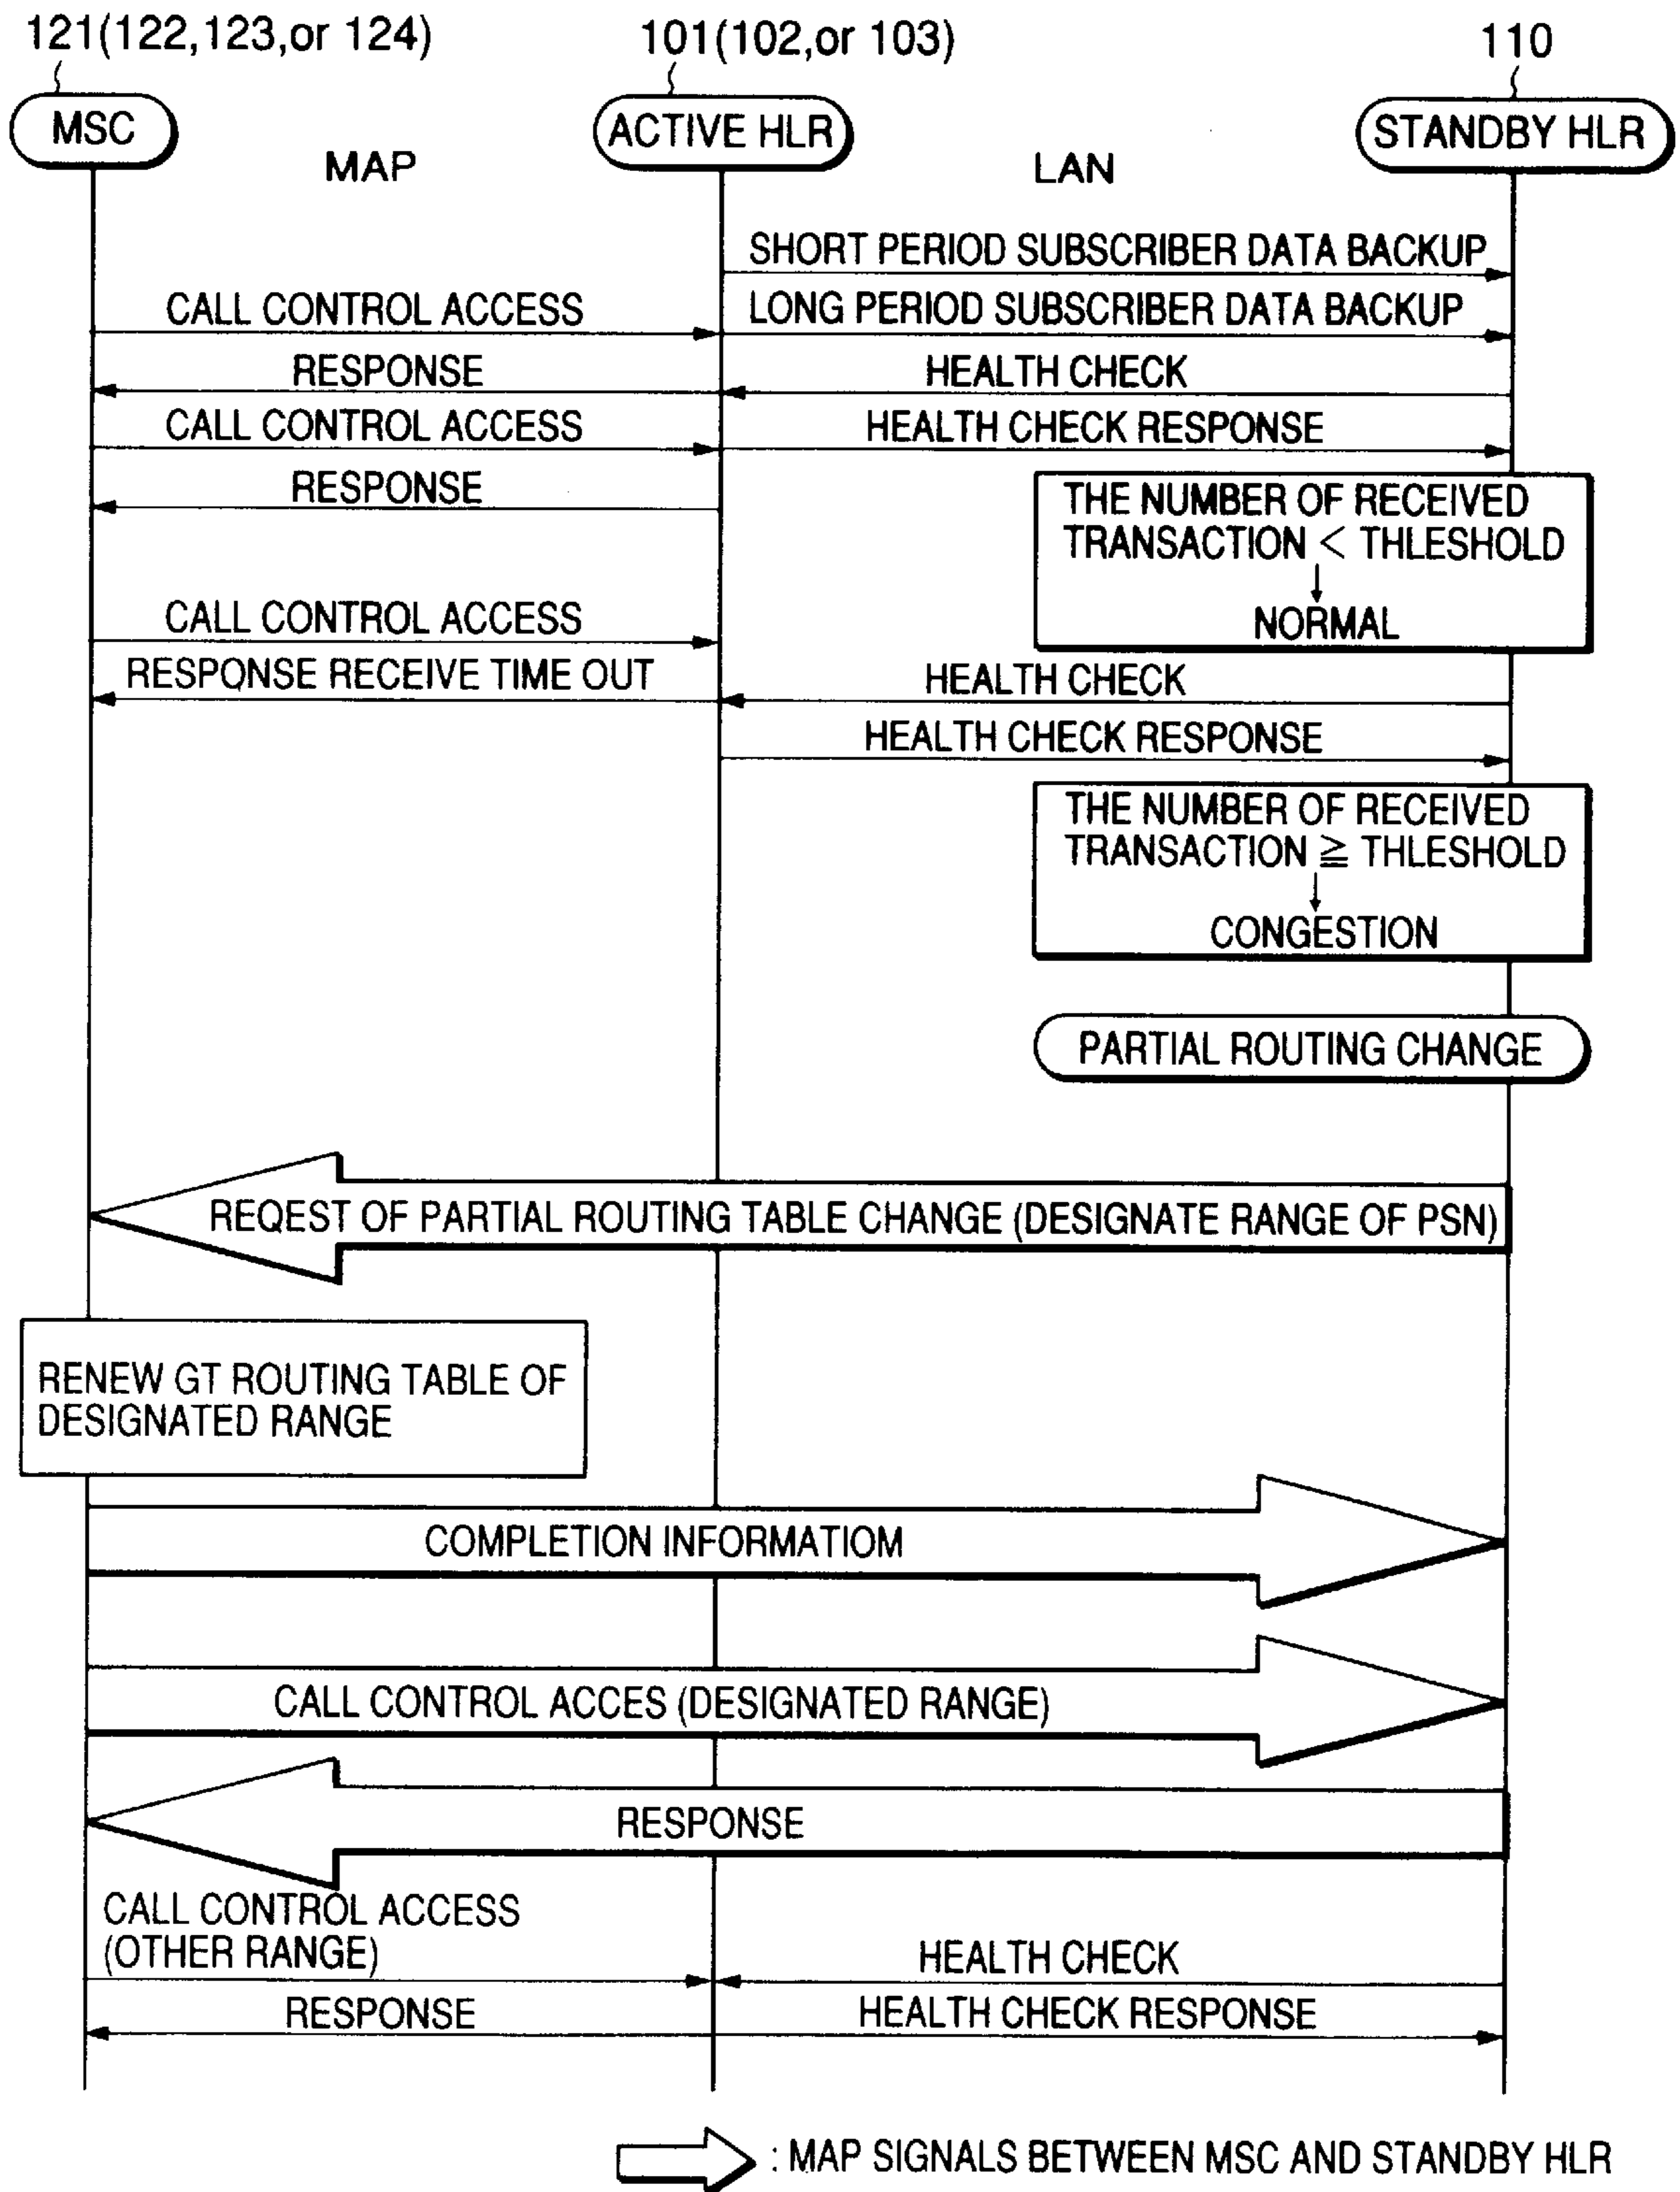 121(122,123,or 124)
101(102,or 103)
110
MSC
ACTIVE HLR
STANDBY HLR
MAP
LAN
SHORT PERIOD SUBSCRIBER DATA BACKUP
CALL CONTROL ACCESS
LONG PERIOD SUBSCRIBER DATA BACKUP
RESPONSE
HEALTH CHECK
CALL CONTROL ACCESS
HEALTH CHECK RESPONSE
RESPONSE
THE NUMBER OF RECEIVED
TRANSACTION < THLESHOLD
NORMAL
CALL CONTROL ACCESS
RESPONSE RECEIVE TIME OUT
HEALTH CHECK
HEALTH CHECK RESPONSE
THE NUMBER OF RECEIVED
TRANSACTION ≧ THLESHOLD
CONGESTION
PARTIAL ROUTING CHANGE
REQEST OF PARTIAL ROUTING TABLE CHANGE (DESIGNATE RANGE OF PSN)
RENEW GT ROUTING TABLE OF
DESIGNATED RANGE
COMPLETION INFORMATIOM
CALL CONTROL ACCES (DESIGNATED RANGE)
RESPONSE
CALL CONTROL ACCESS
(OTHER RANGE)
HEALTH CHECK
RESPONSE
HEALTH CHECK RESPONSE
: MAP SIGNALS BETWEEN MSC AND STANDBY HLR